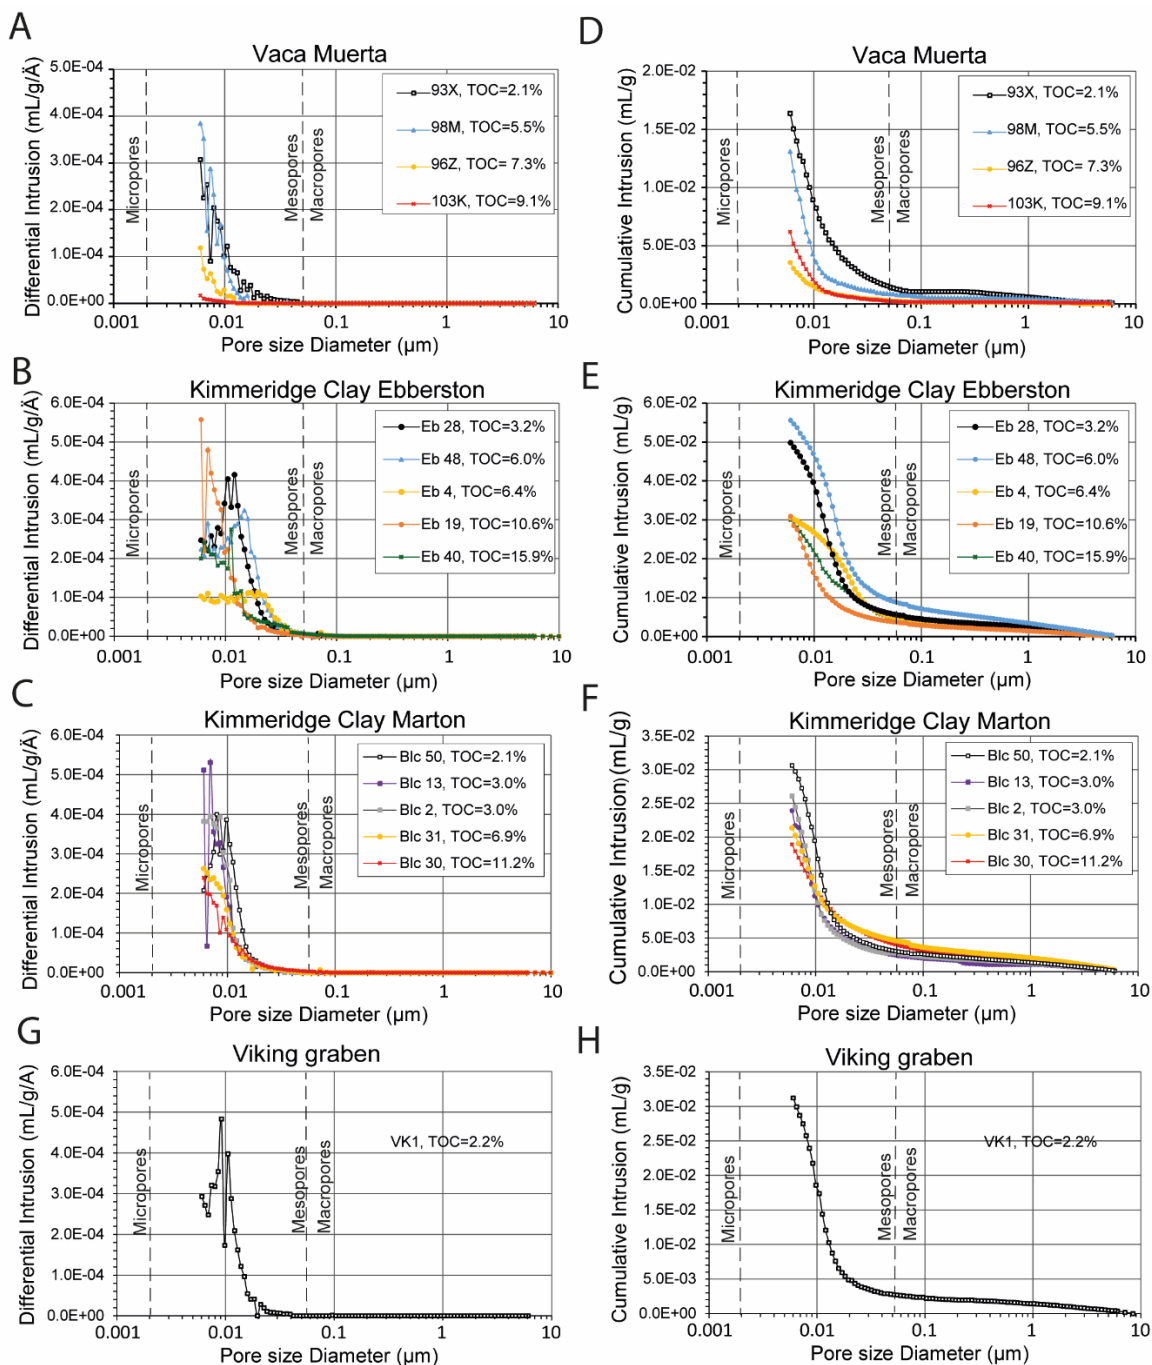 A
Vaca Muerta
Differential Intrusion (mL/g/Å)
5.0E-04
4.0E-04
3.0E-04
2.0E-04
1.0E-04
0.0E+00
Micropores
Mesopores
Macropores
93X, TOC=2.1%
98M, TOC=5.5%
96Z, TOC= 7.3%
103K, TOC=9.1%
0.001 0.01 0.1 1 10
Pore size Diameter (µm)
D
Vaca Muerta
Cumulative Intrusion (mL/g)
2.0E-02
1.5E-02
1.0E-02
5.0E-03
0.0E+00
Micropores
Mesopores
Macropores
93X, TOC=2.1%
98M, TOC=5.5%
96Z, TOC= 7.3%
103K, TOC=9.1%
0.001 0.01 0.1 1 10
Pore size Diameter (µm)
B
Kimmeridge Clay Ebberston
Differential Intrusion (mL/g/Å)
6.0E-04
5.0E-04
4.0E-04
3.0E-04
2.0E-04
1.0E-04
0.0E+00
Micropores
Mesopores
Macropores
Eb 28, TOC=3.2%
Eb 48, TOC=6.0%
Eb 4, TOC=6.4%
Eb 19, TOC=10.6%
Eb 40, TOC=15.9%
0.001 0.01 0.1 1 10
Pore size Diameter (µm)
E
Kimmeridge Clay Ebberston
Cumulative Intrusion (mL/g)
6.0E-02
5.0E-02
4.0E-02
3.0E-02
2.0E-02
1.0E-02
0.0E+00
Micropores
Mesopores
Macropores
Eb 28, TOC=3.2%
Eb 48, TOC=6.0%
Eb 4, TOC=6.4%
Eb 19, TOC=10.6%
Eb 40, TOC=15.9%
0.001 0.01 0.1 1 10
Pore size Diameter (µm)
C
Kimmeridge Clay Marton
Differential Intrusion (mL/g/Å)
6.0E-04
5.0E-04
4.0E-04
3.0E-04
2.0E-04
1.0E-04
0.0E+00
Micropores
Mesopores
Macropores
Blc 50, TOC=2.1%
Blc 13, TOC=3.0%
Blc 2, TOC=3.0%
Blc 31, TOC=6.9%
Blc 30, TOC=11.2%
0.001 0.01 0.1 1 10
Pore size Diameter (µm)
F
Kimmeridge Clay Marton
Cumulative Intrusion) (mL/g)
3.5E-02
3.0E-02
2.5E-02
2.0E-02
1.5E-02
1.0E-02
5.0E-03
0.0E+00
Micropores
Mesopores
Macropores
Blc 50, TOC=2.1%
Blc 13, TOC=3.0%
Blc 2, TOC=3.0%
Blc 31, TOC=6.9%
Blc 30, TOC=11.2%
0.001 0.01 0.1 1 10
Pore size Diameter (µm)
G
Viking graben
Differential Intrusion (mL/g/A)
6.0E-04
5.0E-04
4.0E-04
3.0E-04
2.0E-04
1.0E-04
0.0E+00
Micropores
Mesopores
Macropores
VK1, TOC=2.2%
0.001 0.01 0.1 1 10
Pore size Diameter (µm)
H
Viking graben
Cumulative Intrusion (mL/g)
3.5E-02
3.0E-02
2.5E-02
2.0E-02
1.5E-02
1.0E-02
5.0E-03
0.0E+00
Micropores
Mesopores
Macropores
VK1, TOC=2.2%
0.001 0.01 0.1 1 10
Pore size Diameter (µm)